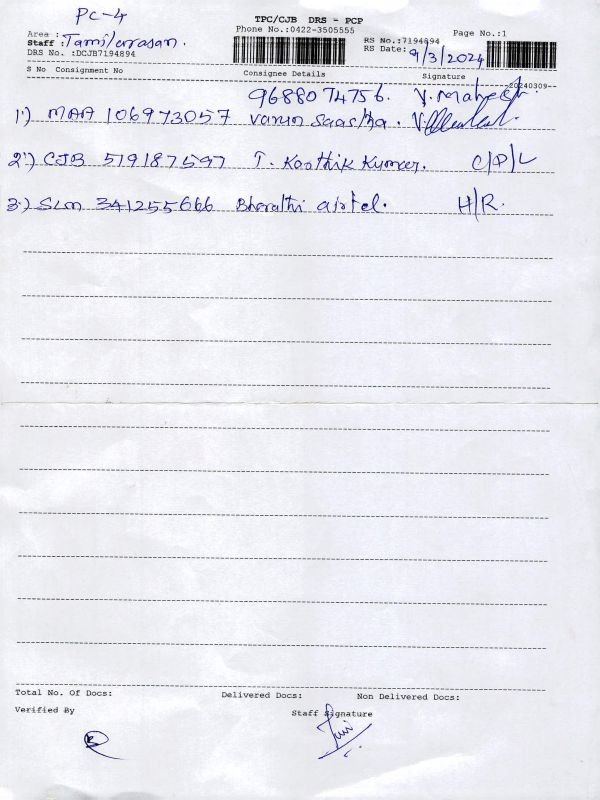 PC-4
TPC/CJB DRS - PCP
Phone No.:0422-3505555
Page No.:1
Area :
Staff : Tamilarasan.
DRS No. :DCJB7194894
RS No.:7194894
RS Date: 9/3/2024
S No Consignment No Consignee Details Signature
20240309-
9688074756. V. Mahesh.
1.) MAA 106973057 Varun Saastha.
2.) CJB 519187597 T. Karthik Kumar. C/P/L
3.) SLM 341255666 Bharathi airtel. H/R.
Total No. Of Docs: Delivered Docs: Non Delivered Docs:
Verified By Staff Signature